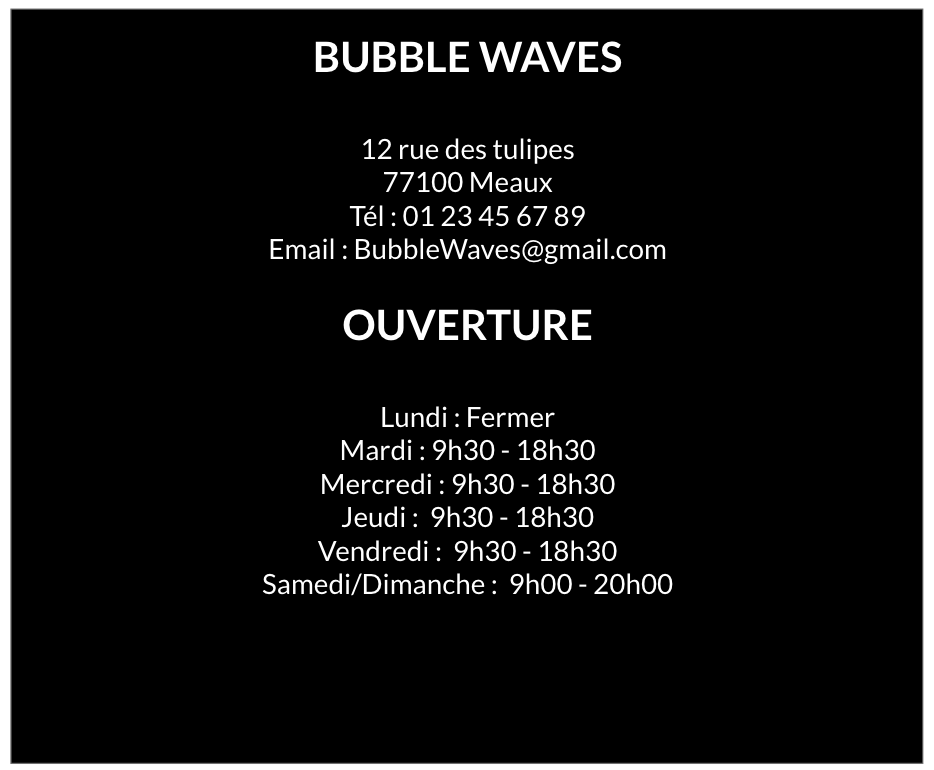 BUBBLE WAVES
12 rue des tulipes
77100 Meaux
Tél : 01 23 45 67 89
Email : BubbleWaves@gmail.com
OUVERTURE
Lundi : Fermer
Mardi : 9h30 - 18h30
Mercredi : 9h30 - 18h30
Jeudi :  9h30 - 18h30
Vendredi :  9h30 - 18h30
Samedi/Dimanche :  9h00 - 20h00